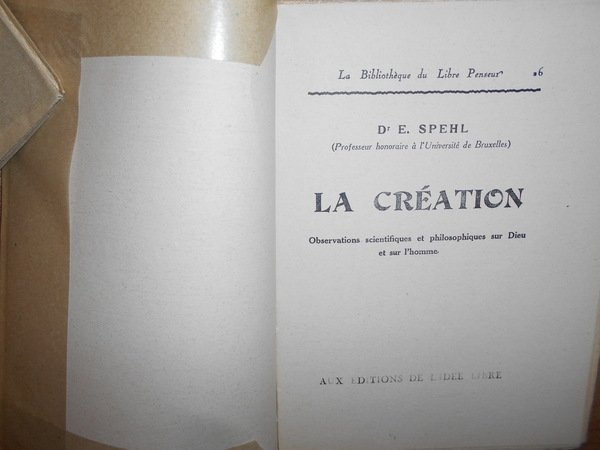 La Bibliothèque du Libre Penseur 6
Dr E. SPEHL
(Professeur honoraire à l'Université de Bruxelles)
LA CRÉATION
Observations scientifiques et philosophiques sur Dieu
et sur l'homme.
AUX EDITIONS DE L'IDEE LIBRE